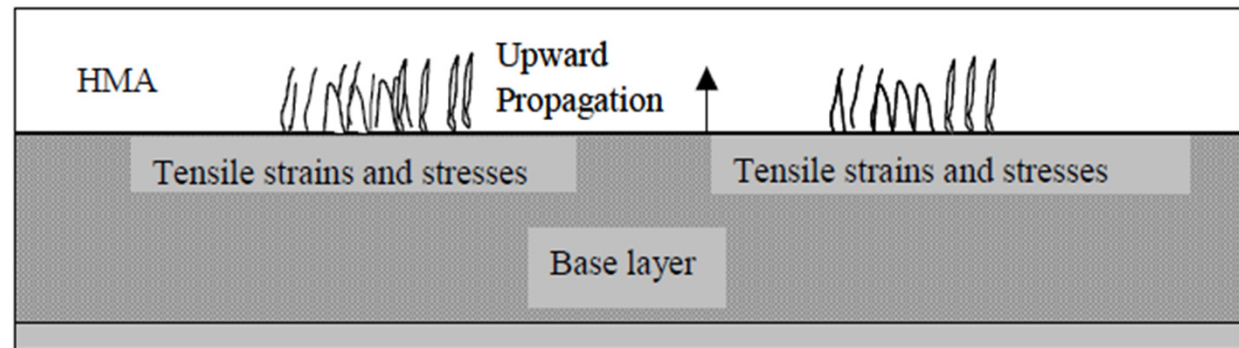 HMA
Upward
Propagation
Tensile strains and stresses
Tensile strains and stresses
Base layer